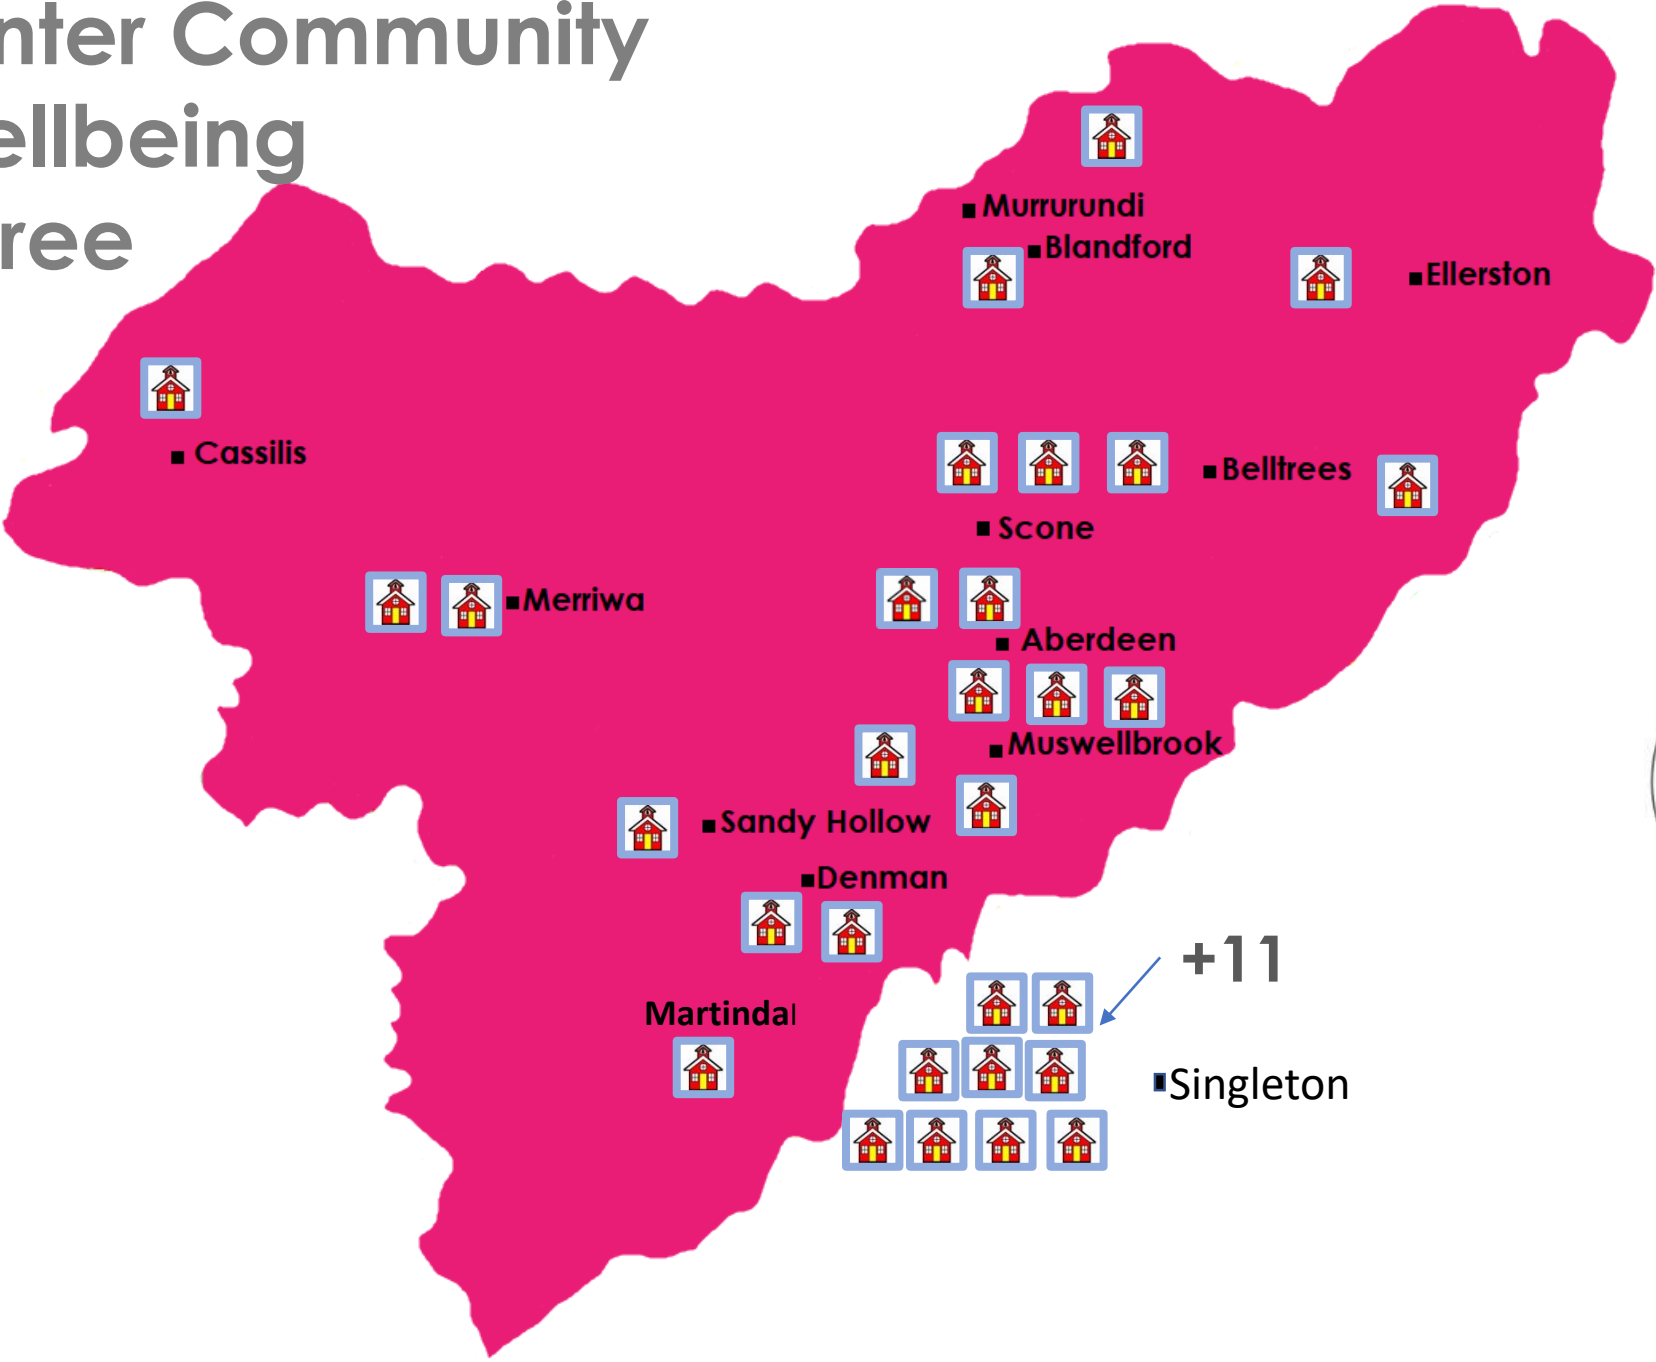 nter Community
ellbeing
ree
Murrurundi
Blandford
Ellerston
Cassilis
Belltrees
Scone
Merriwa
Aberdeen
Muswellbrook
Sandy Hollow
Denman
+11
Martindal
Singleton